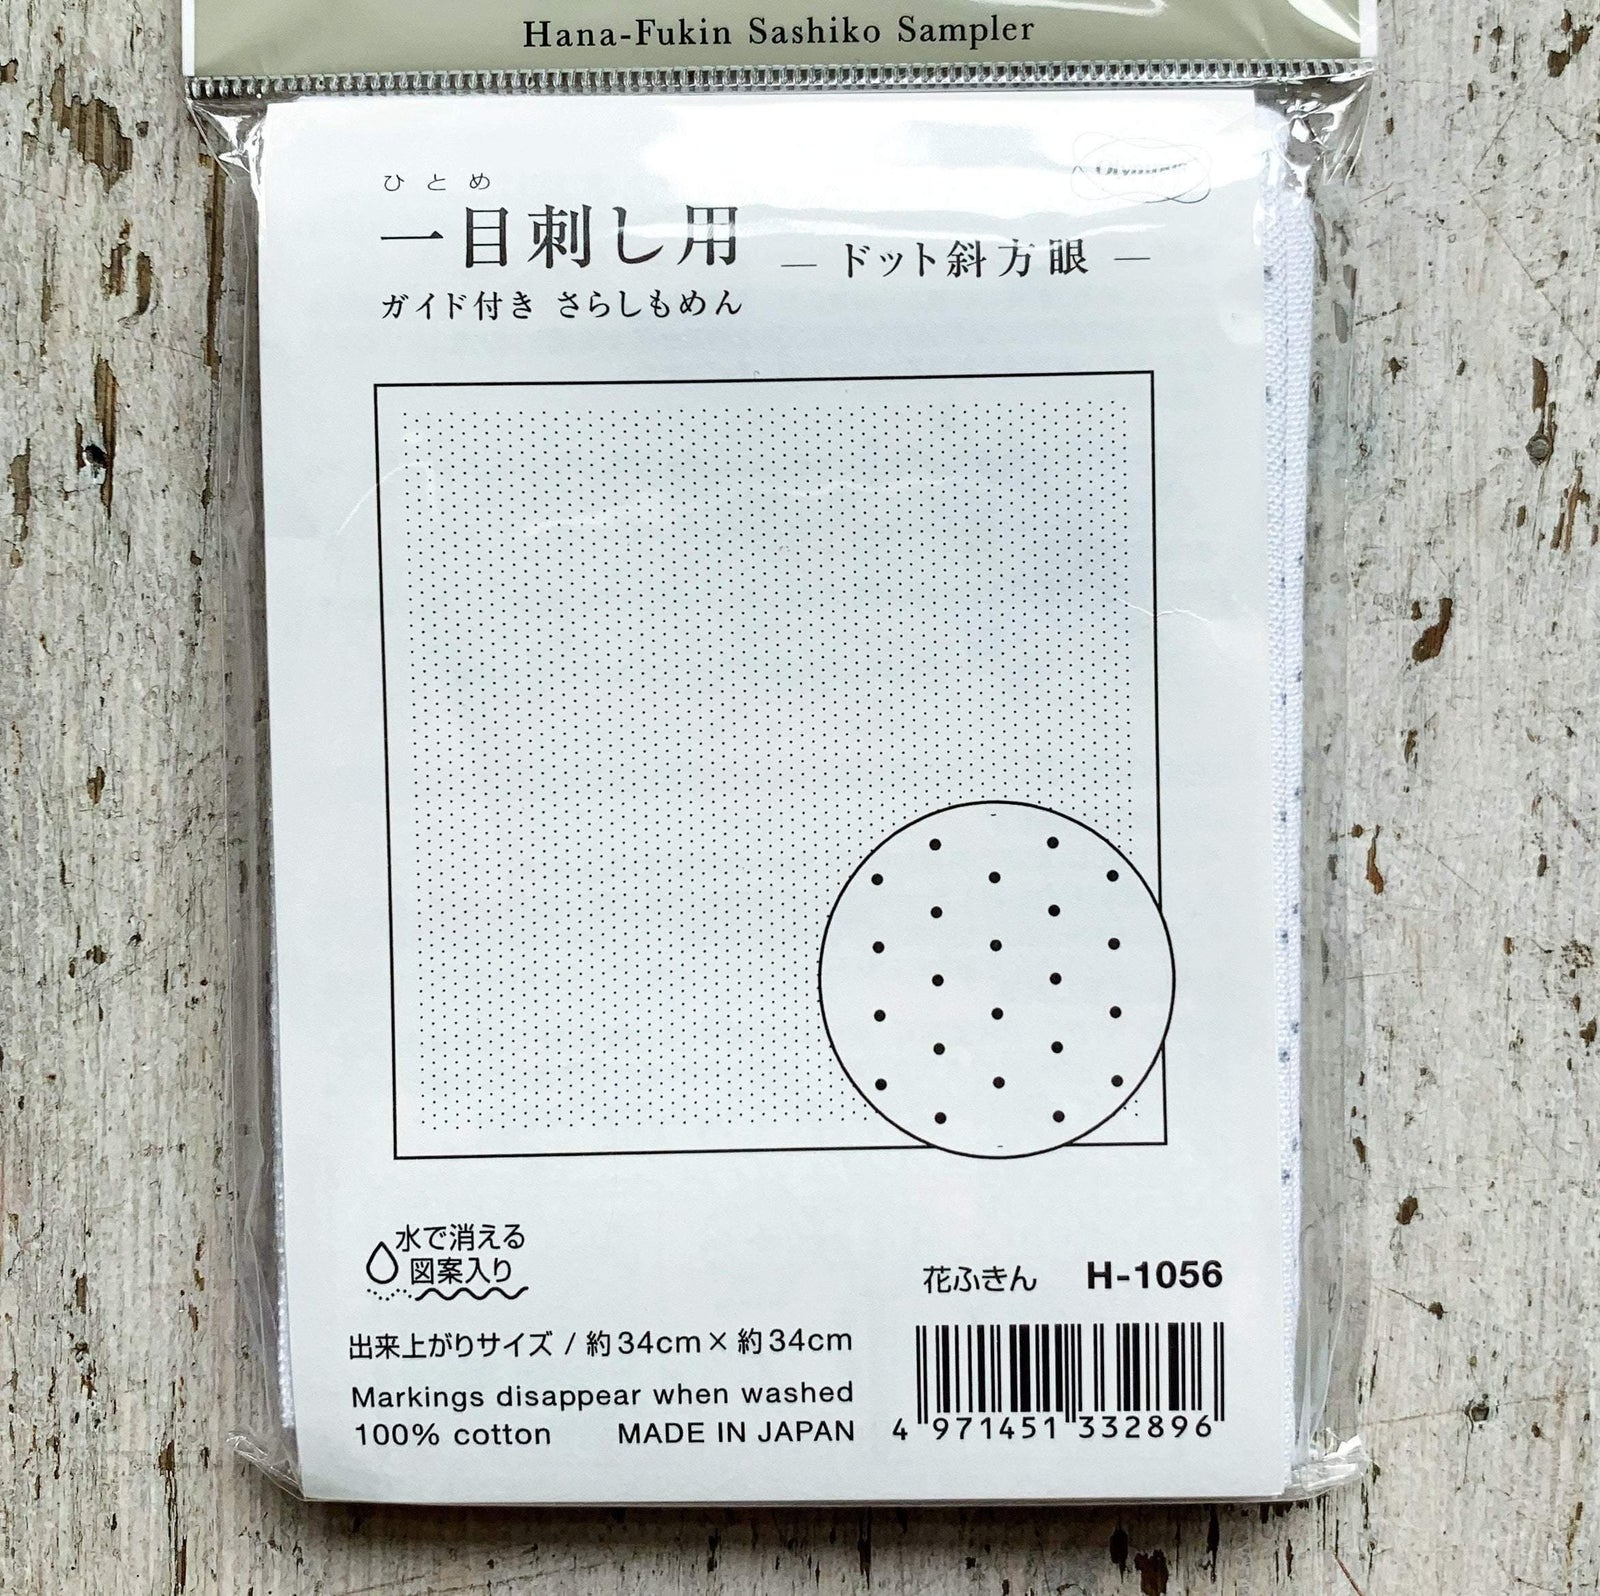 Hana-Fukin Sashiko Sampler
ひとめ
一目刺し用
— ドット斜方眼 —
ガイド付き さらしもめん
水で消える
図案入り
花ふきん H-1056
出来上がりサイズ / 約34cm×約34cm
Markings disappear when washed
100% cotton MADE IN JAPAN
4 971451 332896